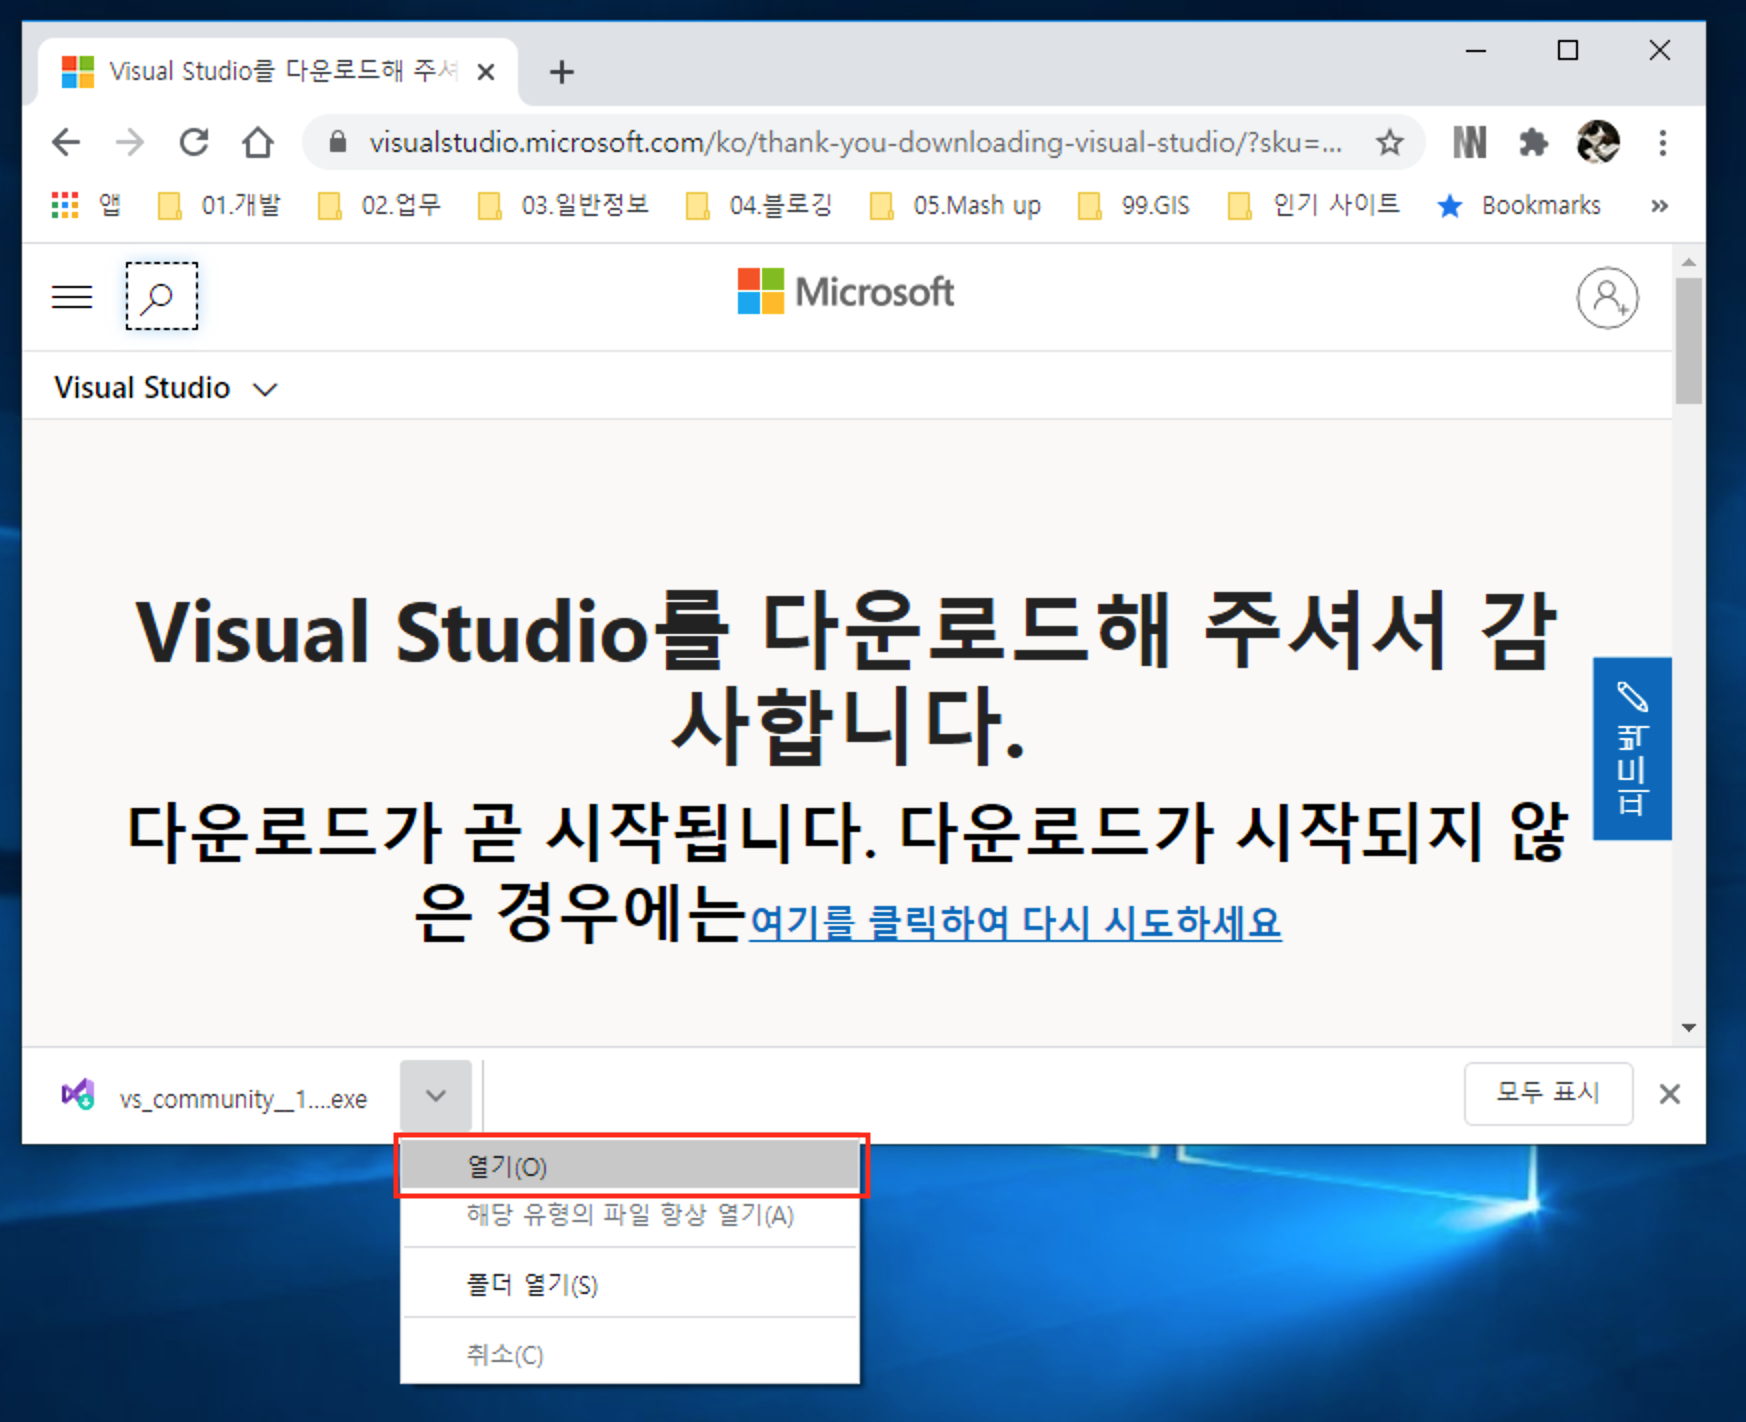 Visual Studio를 다운로드해 주셔
visualstudio.microsoft.com/ko/thank-you-downloading-visual-studio/?sku=...
앱 01.개발 02.업무 03.일반정보 04.블로깅 05.Mash up 99.GIS 인기 사이트 Bookmarks »
Microsoft
Visual Studio
Visual Studio를 다운로드해 주셔서 감
사합니다.
다운로드가 곧 시작됩니다. 다운로드가 시작되지 않
은 경우에는여기를 클릭하여 다시 시도하세요
피드백
vs_community__1....exe
모두 표시
열기(O)
해당 유형의 파일 항상 열기(A)
폴더 열기(S)
취소(C)